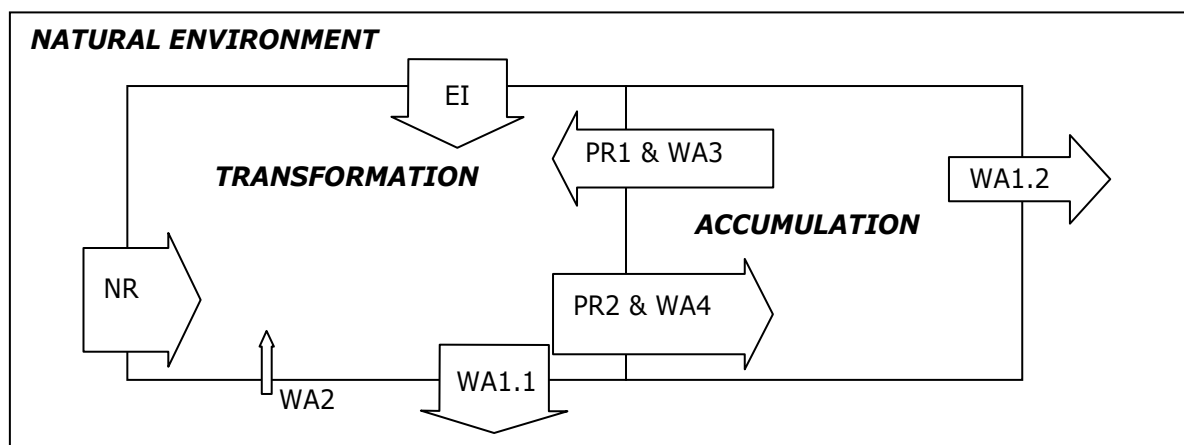 NATURAL ENVIRONMENT
EI
PR1 & WA3
TRANSFORMATION
WA1.2
ACCUMULATION
NR
PR2 & WA4
WA1.1
WA2